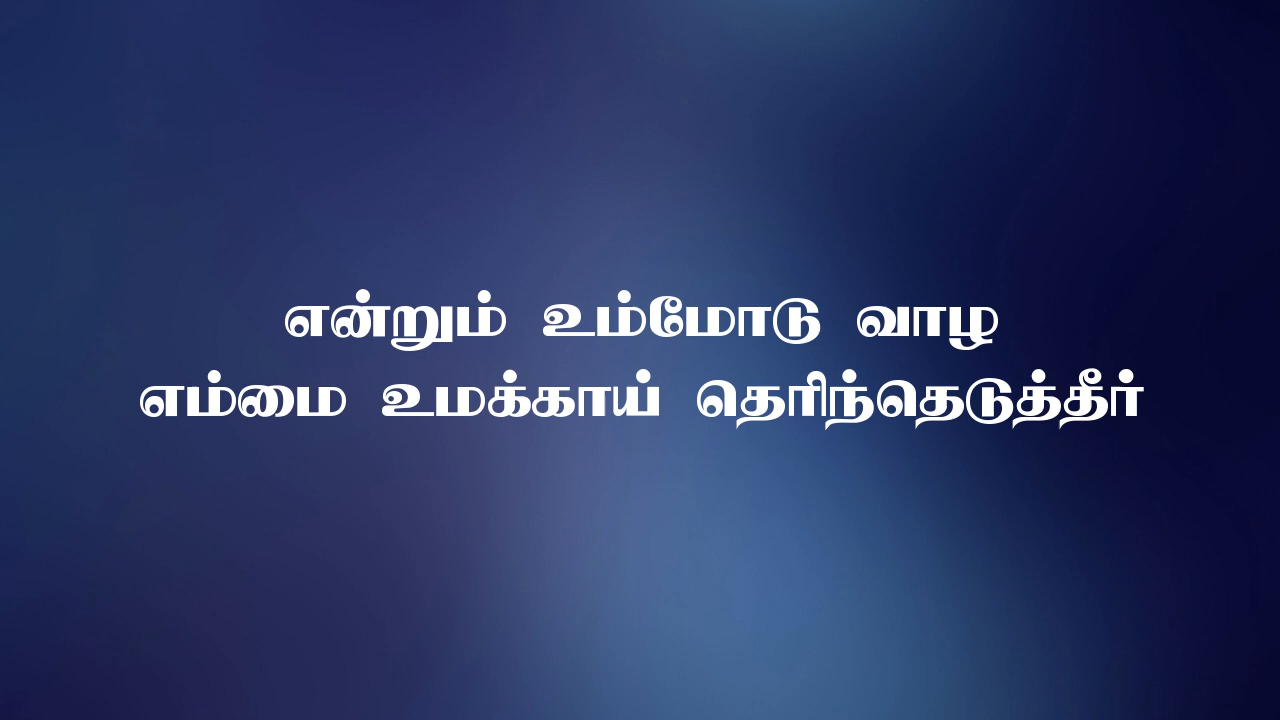 என்றும் உம்மோடு வாழ
எம்மை உமக்காய் தெரிந்தெடுத்தீர்